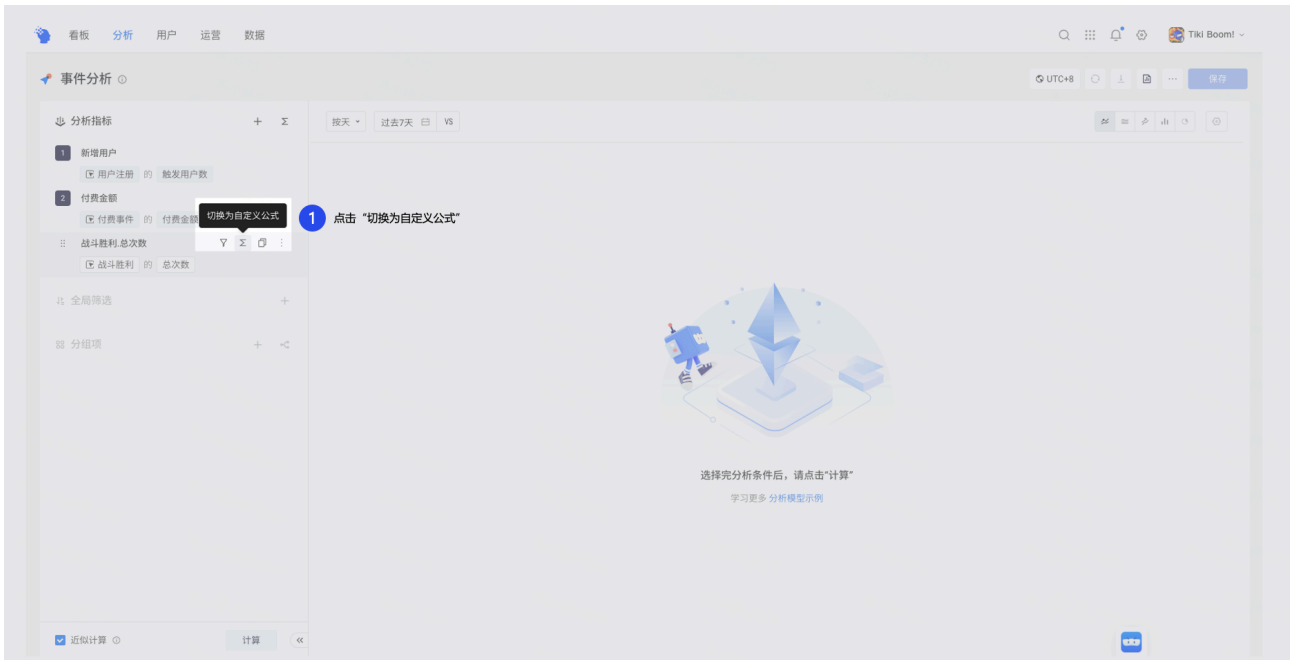 看板 分析 用户 运营 数据 Tiki Boom!
事件分析 UTC+8 保存
分析指标
按天 过去7天 VS
1 新增用户
用户注册 的 触发用户数
2 付费金额
付费事件 的 付费金额
切换为自定义公式
1 点击“切换为自定义公式”
战斗胜利.总次数
战斗胜利 的 总次数
全局筛选
分组项
选择完分析条件后，请点击“计算”
学习更多 分析模型示例
近似计算 计算